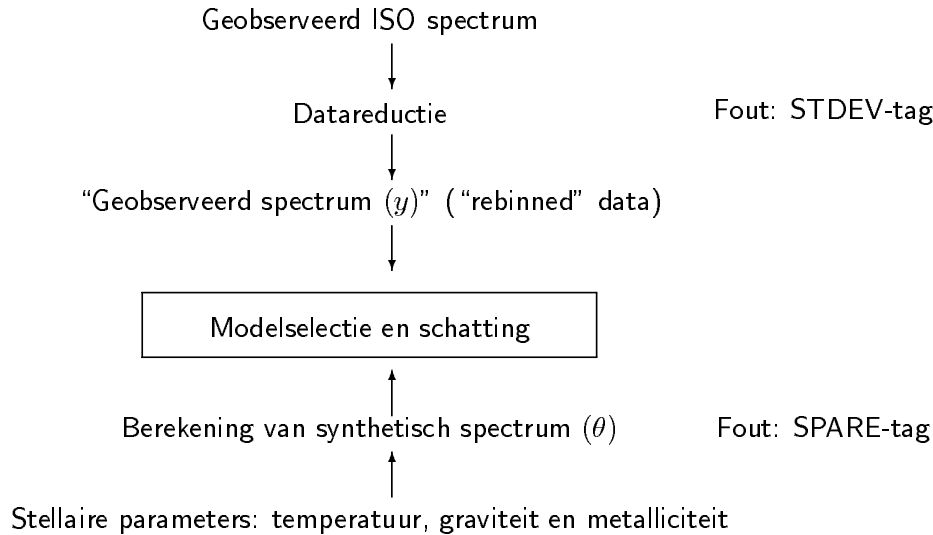 Geobserveerd ISO spectrum
Datareductie
Fout: STDEV-tag
“Geobserveerd spectrum (y)” (“rebinned” data)
Modelselectie en schatting
Berekening van synthetisch spectrum (θ)
Fout: SPARE-tag
Stellaire parameters: temperatuur, graviteit en metalliciteit